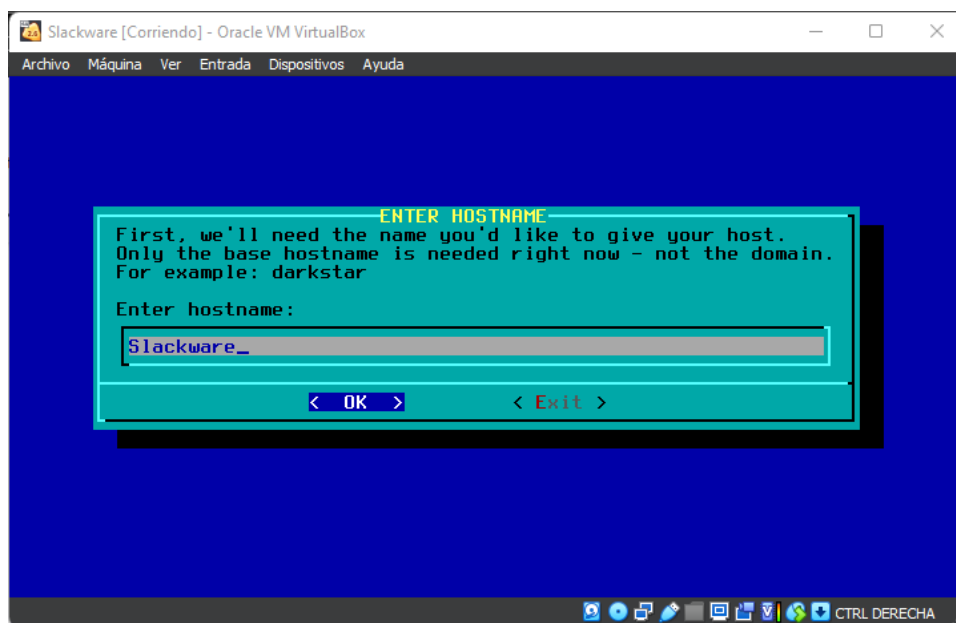 Slackware [Corriendo] - Oracle VM VirtualBox
Archivo Máquina Ver Entrada Dispositivos Ayuda
ENTER HOSTNAME
First, we'll need the name you'd like to give your host.
Only the base hostname is needed right now - not the domain.
For example: darkstar
Enter hostname:
Slackware_
< OK > < Exit >
CTRL DERECHA